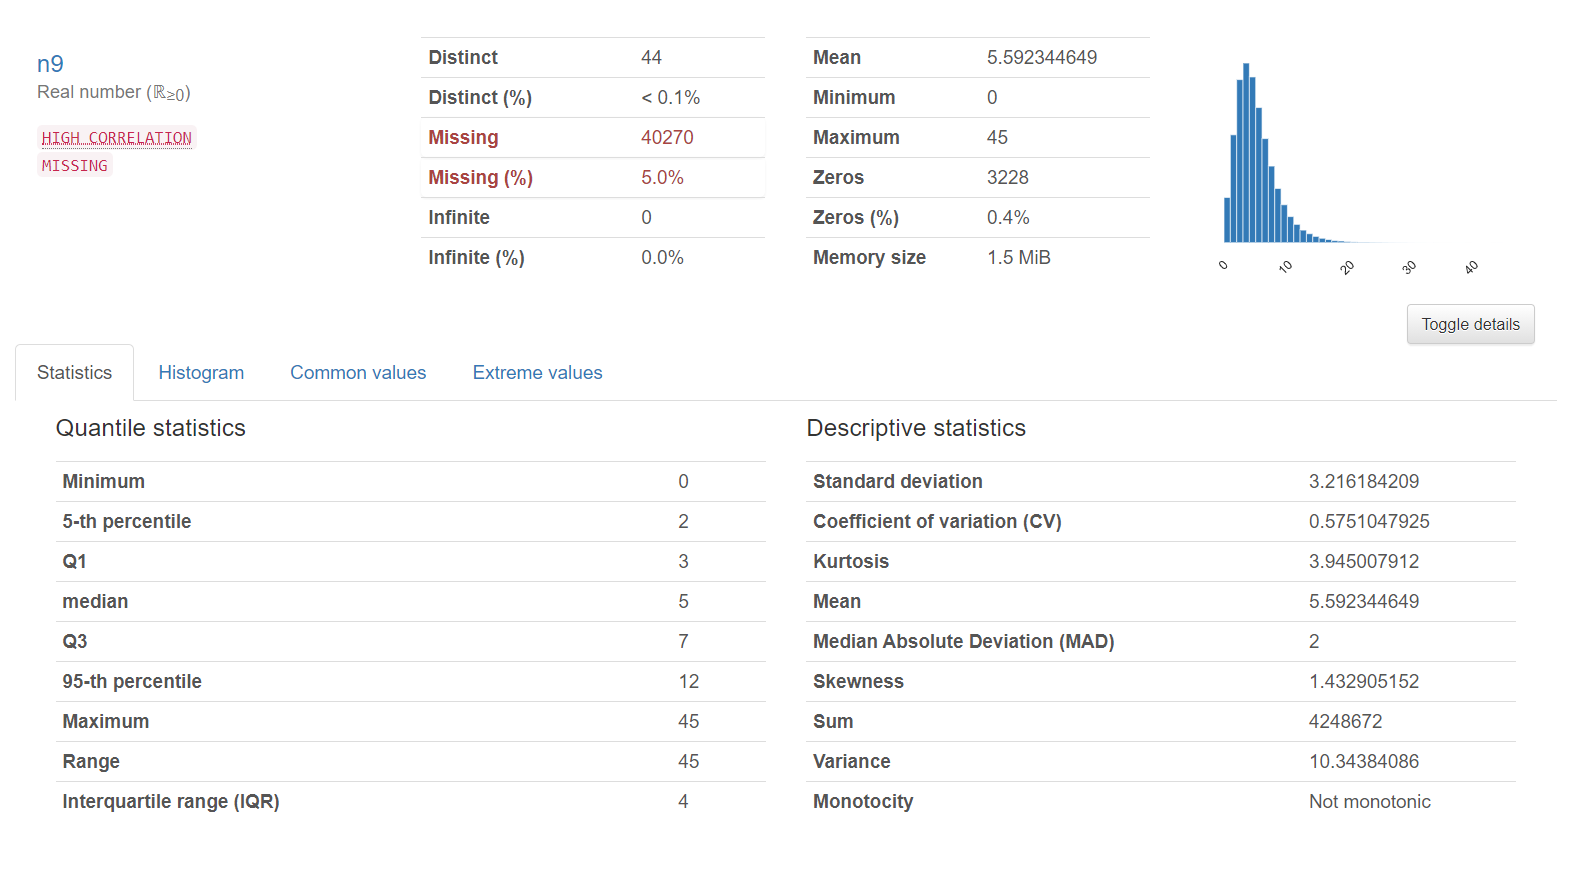 n9
Real number (ℝ≥0)
HIGH CORRELATION
MISSING
Distinct 44
Distinct (%) < 0.1%
Missing 40270
Missing (%) 5.0%
Infinite 0
Infinite (%) 0.0%
Mean 5.592344649
Minimum 0
Maximum 45
Zeros 3228
Zeros (%) 0.4%
Memory size 1.5 MiB
0 10 20 30 40
Toggle details
Statistics Histogram Common values Extreme values
Quantile statistics
Minimum 0
5-th percentile 2
Q1 3
median 5
Q3 7
95-th percentile 12
Maximum 45
Range 45
Interquartile range (IQR) 4
Descriptive statistics
Standard deviation 3.216184209
Coefficient of variation (CV) 0.5751047925
Kurtosis 3.945007912
Mean 5.592344649
Median Absolute Deviation (MAD) 2
Skewness 1.432905152
Sum 4248672
Variance 10.34384086
Monotocity Not monotonic